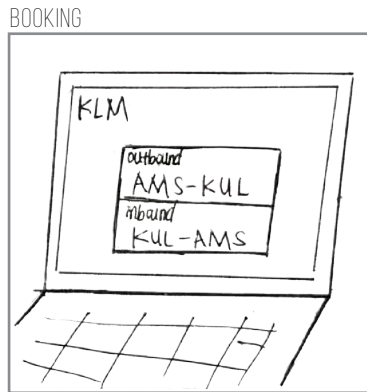 BOOKING
KLM
outbound
AMS-KUL
inbound
KUL-AMS